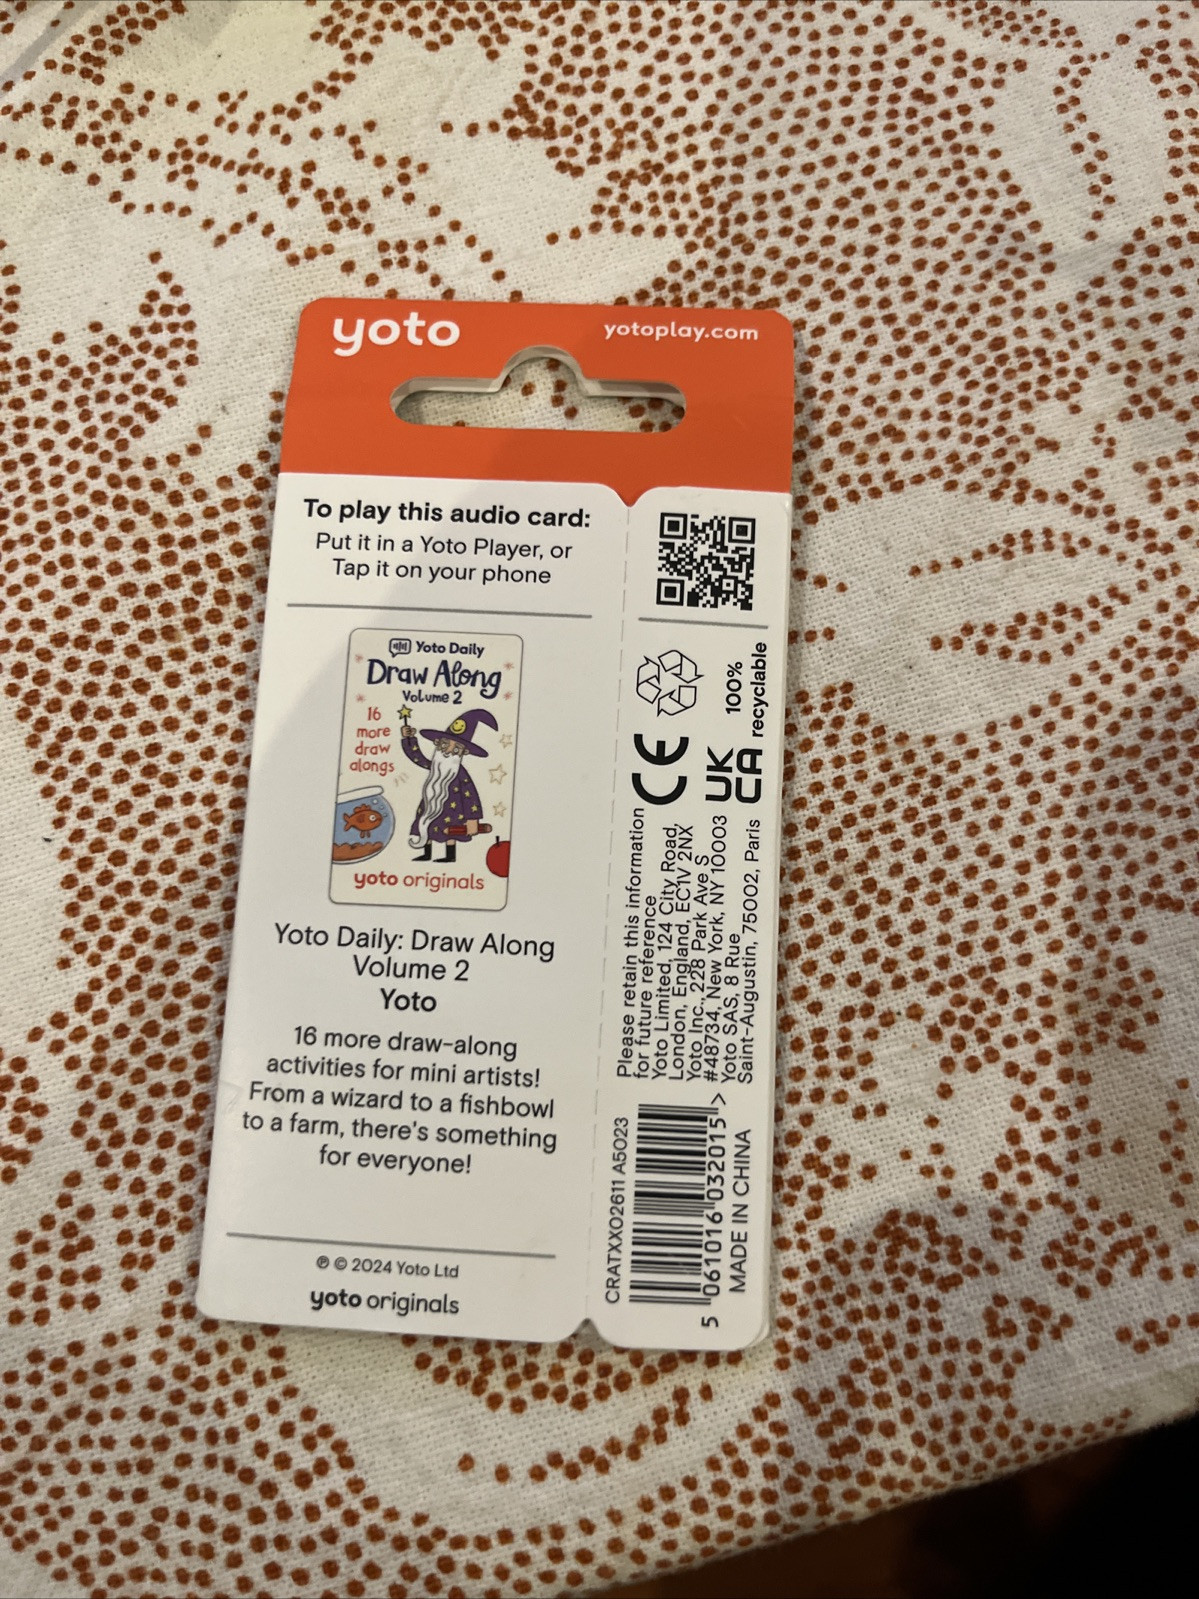 yoto
yotoplay.com
To play this audio card:
Put it in a Yoto Player, or
Tap it on your phone
Yoto Daily
Draw Along
Volume 2
16
more
draw
alongs
yoto originals
Yoto Daily: Draw Along
Volume 2
Yoto
16 more draw-along
activities for mini artists!
From a wizard to a fishbowl
to a farm, there's something
for everyone!
℗ © 2024 Yoto Ltd
yoto originals
100%
recyclable
CE
UK
CA
Please retain this information
for future reference
Yoto Limited, 124 City Road,
London, England, EC1V 2NX
Yoto Inc., 228 Park Ave S
#48734, New York, NY 10003
Yoto SAS, 8 Rue
Saint-Augustin, 75002, Paris
CRATXX02611 A5023
5 061016 032015 >
MADE IN CHINA